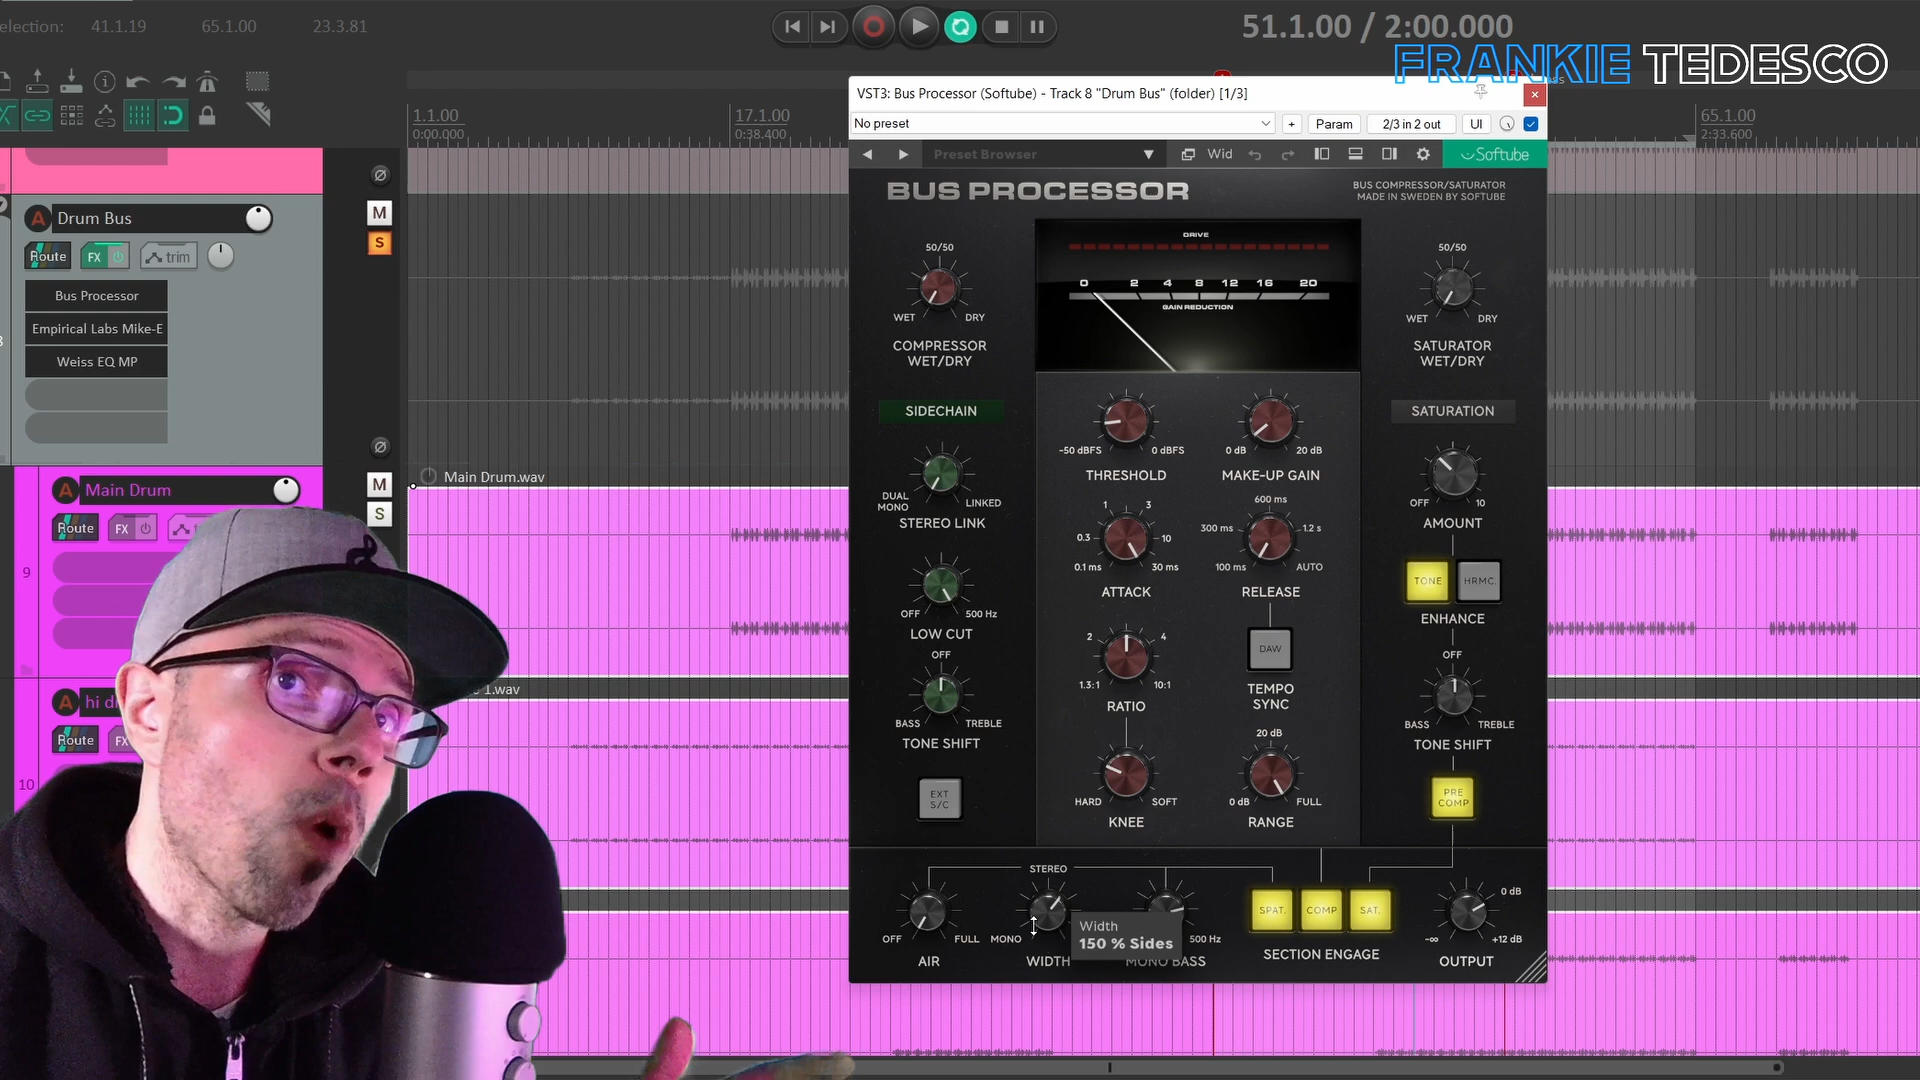 election: 41.1.19 65.1.00 23.3.81
51.1.00 / 2:00.000
FRANKIE TEDESCO
1.1.00
0:00.000
17.1.00
0:38.400
65.1.00
2:33.600
Drum Bus
M
S
Route FX trim
Bus Processor
Empirical Labs Mike-E
Weiss EQ MP
Main Drum
M
S
Route FX
9
Main Drum.wav
hi d
Route FX
10
1.wav
VST3: Bus Processor (Softube) - Track 8 "Drum Bus" (folder) [1/3]
No preset + Param 2/3 in 2 out UI
Preset Browser Wid Softube
BUS PROCESSOR
BUS COMPRESSOR/SATURATOR
MADE IN SWEDEN BY SOFTUBE
50/50
WET DRY
COMPRESSOR
WET/DRY
DRIVE
0 2 4 8 12 16 20
GAIN REDUCTION
50/50
WET DRY
SATURATOR
WET/DRY
SIDECHAIN
DUAL
MONO
LINKED
STEREO LINK
OFF 500 Hz
LOW CUT
OFF
BASS TREBLE
TONE SHIFT
EXT
S/C
-50 dBFS 0 dBFS
THRESHOLD
0 dB 20 dB
MAKE-UP GAIN
1 3
0.3 10
0.1 ms 30 ms
ATTACK
600 ms
300 ms 1.2 s
100 ms AUTO
RELEASE
2 4
1.3:1 10:1
RATIO
DAW
TEMPO
SYNC
HARD SOFT
KNEE
20 dB
0 dB FULL
RANGE
SATURATION
OFF 10
AMOUNT
TONE HRMC.
ENHANCE
OFF
BASS TREBLE
TONE SHIFT
PRE
COMP
STEREO
OFF FULL
AIR
MONO
WIDTH
Width
150 % Sides
500 Hz
MONO BASS
SPAT. COMP SAT.
SECTION ENGAGE
0 dB
-∞ +12 dB
OUTPUT